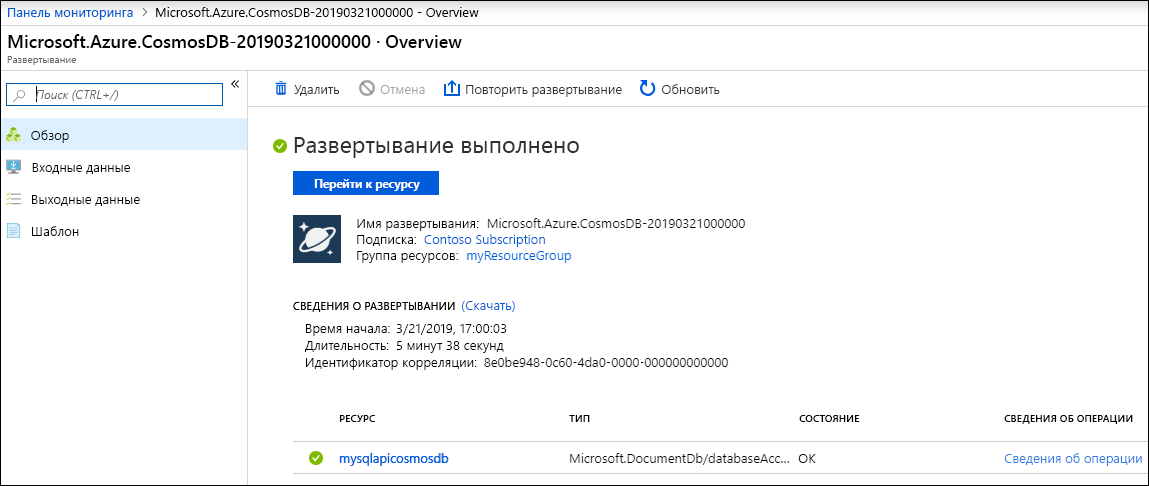 Панель мониторинга > Microsoft.Azure.CosmosDB-20190321000000 - Overview
Microsoft.Azure.CosmosDB-20190321000000 · Overview
Развертывание
Поиск (CTRL+/)
«
Обзор
Входные данные
Выходные данные
Шаблон
Удалить
Отмена
Повторить развертывание
Обновить
Развертывание выполнено
Перейти к ресурсу
Имя развертывания: Microsoft.Azure.CosmosDB-20190321000000
Подписка: Contoso Subscription
Группа ресурсов: myResourceGroup
СВЕДЕНИЯ О РАЗВЕРТЫВАНИИ (Скачать)
Время начала: 3/21/2019, 17:00:03
Длительность: 5 минут 38 секунд
Идентификатор корреляции: 8e0be948-0c60-4da0-0000-000000000000
РЕСУРС ТИП СОСТОЯНИЕ СВЕДЕНИЯ ОБ ОПЕРАЦИИ
mysqlapicosmosdb Microsoft.DocumentDb/databaseAcc... OK Сведения об операции